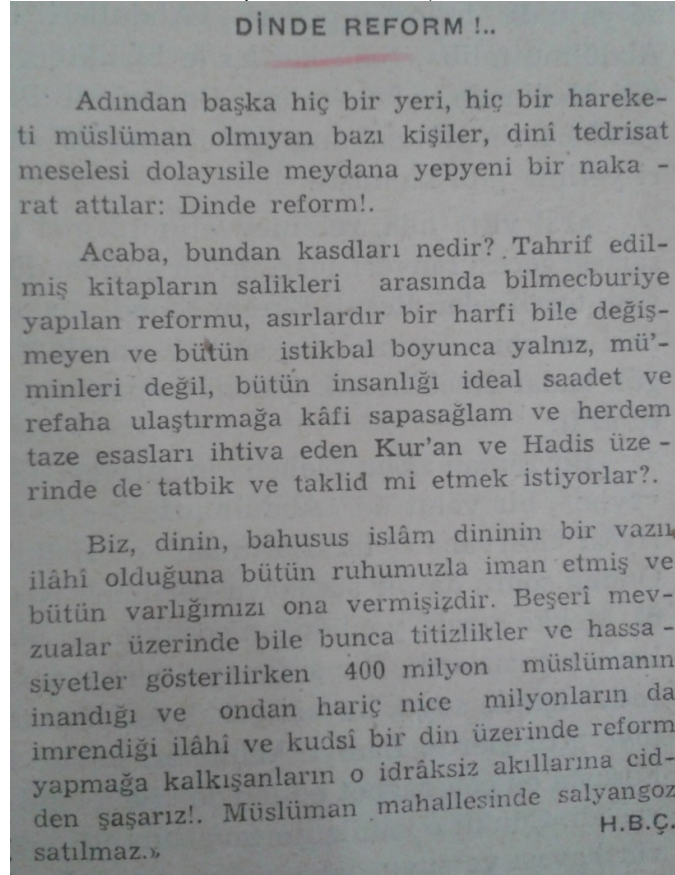 DİNDE REFORM !..
Adından başka hiç bir yeri, hiç bir hareke-
ti müslüman olmıyan bazı kişiler, dinî tedrisat
meselesi dolayısile meydana yepyeni bir naka -
rat attılar: Dinde reform!.
Acaba, bundan kasdları nedir? Tahrif edil-
miş kitapların salikleri arasında bilmecburiye
yapılan reformu, asırlardır bir harfi bile değiş-
meyen ve bütün istikbal boyunca yalnız, mü'-
minleri değil, bütün insanlığı ideal saadet ve
refaha ulaştırmağa kâfi sapasağlam ve herdem
taze esasları ihtiva eden Kur'an ve Hadis üze -
rinde de tatbik ve taklid mi etmek istiyorlar?.
Biz, dinin, bahusus islâm dininin bir vazıı
ilâhî olduğuna bütün ruhumuzla iman etmiş ve
bütün varlığımızı ona vermişizdir. Beşerî mev-
zualar üzerinde bile bunca titizlikler ve hassa -
siyetler gösterilirken 400 milyon müslümanın
inandığı ve ondan hariç nice milyonların da
imrendiği ilâhî ve kudsî bir din üzerinde reform
yapmağa kalkışanların o idrâksiz akıllarına cid-
den şaşarız!. Müslüman mahallesinde salyangoz
satılmaz.»
H.B.Ç.